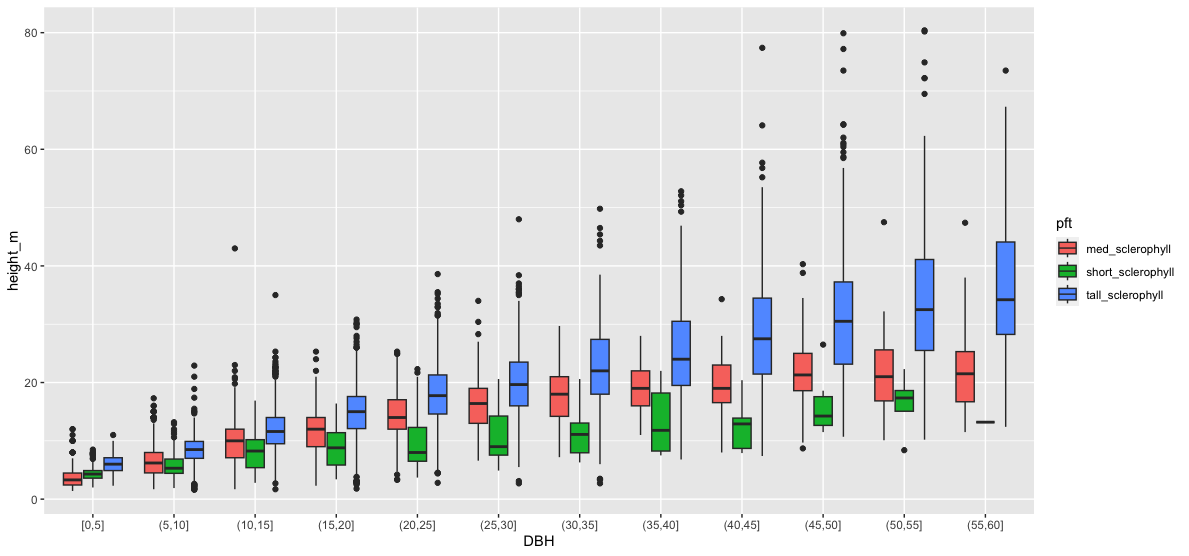 80
60
40
20
0
height_m
[0,5]
(5,10]
(10,15]
(15,20]
(20,25]
(25,30]
(30,35]
(35,40]
(40,45]
(45,50]
(50,55]
(55,60]
DBH
pft
med_sclerophyll
short_sclerophyll
tall_sclerophyll